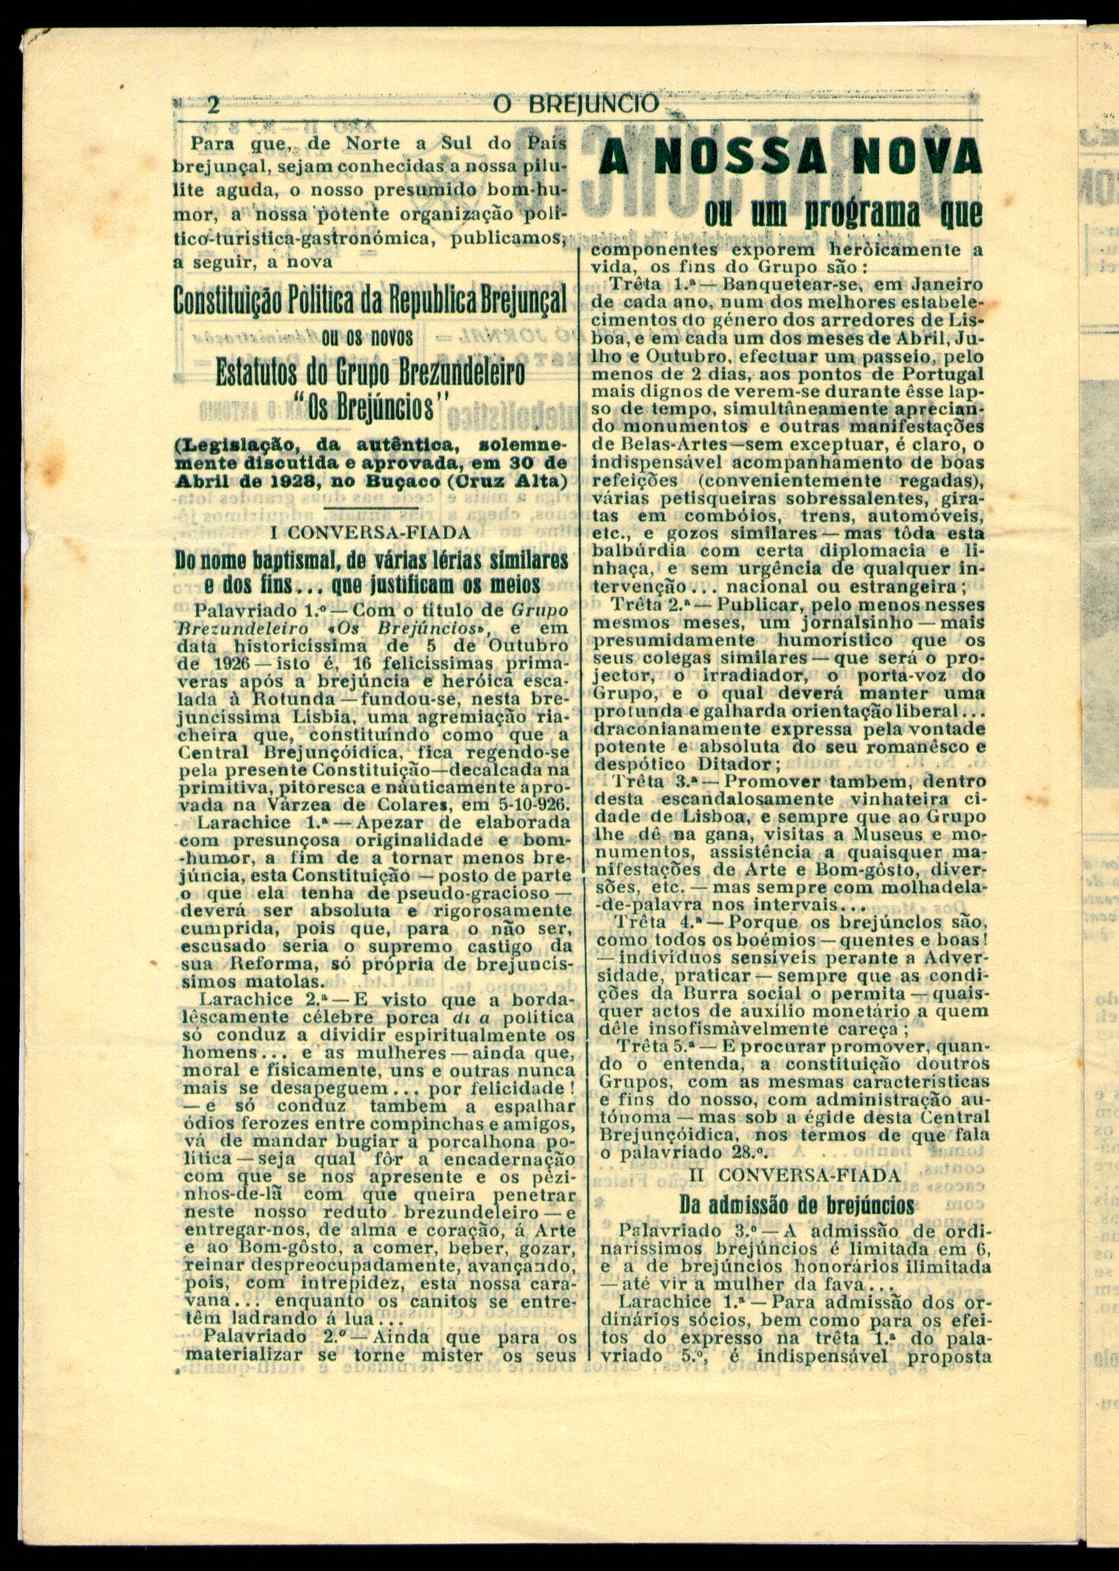 2
O BREJUNCIO
Para que, de Norte a Sul do País
brejunçal, sejam conhecidas a nossa pilu-
lite aguda, o nosso presumido bom-hu-
mor, a nossa potente organização polí-
tico-turistica-gastronómica, publicamos,
a seguir, a nova
Constituição Politica da Republica Brejunçal
ou os novos
Estatutos do Grupo Brezundeleiro
"Os Brejúncios"
(Legislação, da autêntica, solemne-
mente discutida e aprovada, em 30 de
Abril de 1928, no Buçaco (Cruz Alta)
I CONVERSA-FIADA
Do nome baptismal, de várias lérias similares
e dos fins... que justificam os meios
Palavriado 1.º — Com o titulo de Grupo
Brezundeleiro «Os Brejúncios», e em
data historicissima de 5 de Outubro
de 1926 — isto é, 16 felicissimas prima-
veras após a brejúncia e heróica esca-
lada à Rotunda — fundou-se, nesta bre-
juncíssima Lisbia, uma agremiação ria-
cheira que, constituíndo como que a
Central Brejunçóidica, fica regendo-se
pela presente Constituição—decalcada na
primitiva, pitoresca e nàuticamente apro-
vada na Várzea de Colares, em 5-10-926.
Larachice 1.ª — Apezar de elaborada
com presunçosa originalidade e bom-
-humor, a fim de a tornar menos bre-
júncia, esta Constituição — posto de parte
o que ela tenha de pseudo-gracioso —
deverá ser absoluta e rigorosamente
cumprida, pois que, para o não ser,
escusado seria o supremo castigo da
sua Reforma, só própria de brejuncís-
simos matolas.
Larachice 2.ª — E visto que a borda-
lêscamente célebre porca di a politica
só conduz a dividir espiritualmente os
homens... e as mulheres — ainda que,
moral e fisicamente, uns e outras nunca
mais se desapeguem... por felicidade!
— e só conduz tambem a espalhar
ódios ferozes entre compinchas e amigos,
vá de mandar bugiar a porcalhona po-
litica — seja qual fôr a encadernação
com que se nos apresente e os pèzi-
nhos-de-lã com que queira penetrar
neste nosso reduto brezundeleiro — e
entregar-nos, de alma e coração, á Arte
e ao Bom-gôsto, a comer, beber, gozar,
reinar despreocupadamente, avançando,
pois, com intrepidez, esta nossa cara-
vana... enquanto os canitos se entre-
têm ladrando á lua...
Palavriado 2.º — Ainda que para os
materializar se torne mister os seus
A NOSSA NOVA
ou um programa que
componentes exporem heròicamente a
vida, os fins do Grupo são:
Trêta 1.ª — Banquetear-se, em Janeiro
de cada ano, num dos melhores estabele-
cimentos do género dos arredores de Lis-
boa, e em cada um dos meses de Abril, Ju-
lho e Outubro, efectuar um passeio, pelo
menos de 2 dias, aos pontos de Portugal
mais dignos de verem-se durante êsse lap-
so de tempo, simultâneamente aprecian-
do monumentos e outras manifestações
de Belas-Artes—sem exceptuar, é claro, o
indispensável acompanhamento de boas
refeições (convenientemente regadas),
várias petisqueiras sobressalentes, gira-
tas em combóios, trens, automóveis,
etc., e gozos similares — mas tôda esta
balbúrdia com certa diplomacia e li-
nhaça, e sem urgência de qualquer in-
tervenção... nacional ou estrangeira;
Trêta 2.ª — Publicar, pelo menos nesses
mesmos meses, um jornalsinho — mais
presumidamente humorístico que os
seus colegas similares — que será o pro-
jector, o irradiador, o porta-voz do
Grupo, e o qual deverá manter uma
profunda e galharda orientação liberal...
draconianamente expressa pela vontade
potente e absoluta do seu romanêsco e
despótico Ditador;
Trêta 3.ª — Promover tambem, dentro
desta escandalosamente vinhateira ci-
dade de Lisboa, e sempre que ao Grupo
lhe dê na gana, visitas a Museus e mo-
numentos, assistência a quaisquer ma-
nifestações de Arte e Bom-gôsto, diver-
sões, etc. — mas sempre com molhadela-
-de-palavra nos intervais...
Trêta 4.ª — Porque os brejúncios são,
como todos os boémios — quentes e boas!
— individuos sensíveis perante a Adver-
sidade, praticar — sempre que as condi-
ções da Burra social o permita — quais-
quer actos de auxílio monetário a quem
dêle insofismàvelmente careça;
Trêta 5.ª — E procurar promover, quan-
do o entenda, a constituição doutros
Grupos, com as mesmas características
e fins do nosso, com administração au-
tónoma — mas sob a égide desta Central
Brejunçóidica, nos termos de que fala
o palavriado 28.º.
II CONVERSA-FIADA
Da admissão de brejúncios
Palavriado 3.º — A admissão de ordi-
narissimos brejúncios é limitada em 6,
e a de brejúncios honorários ilimitada
— até vir a mulher da fava...
Larachice 1.ª — Para admissão dos or-
dinários sócios, bem como para os efei-
tos do expresso na trêta 1.ª do pala-
vriado 5.º, é indispensável proposta